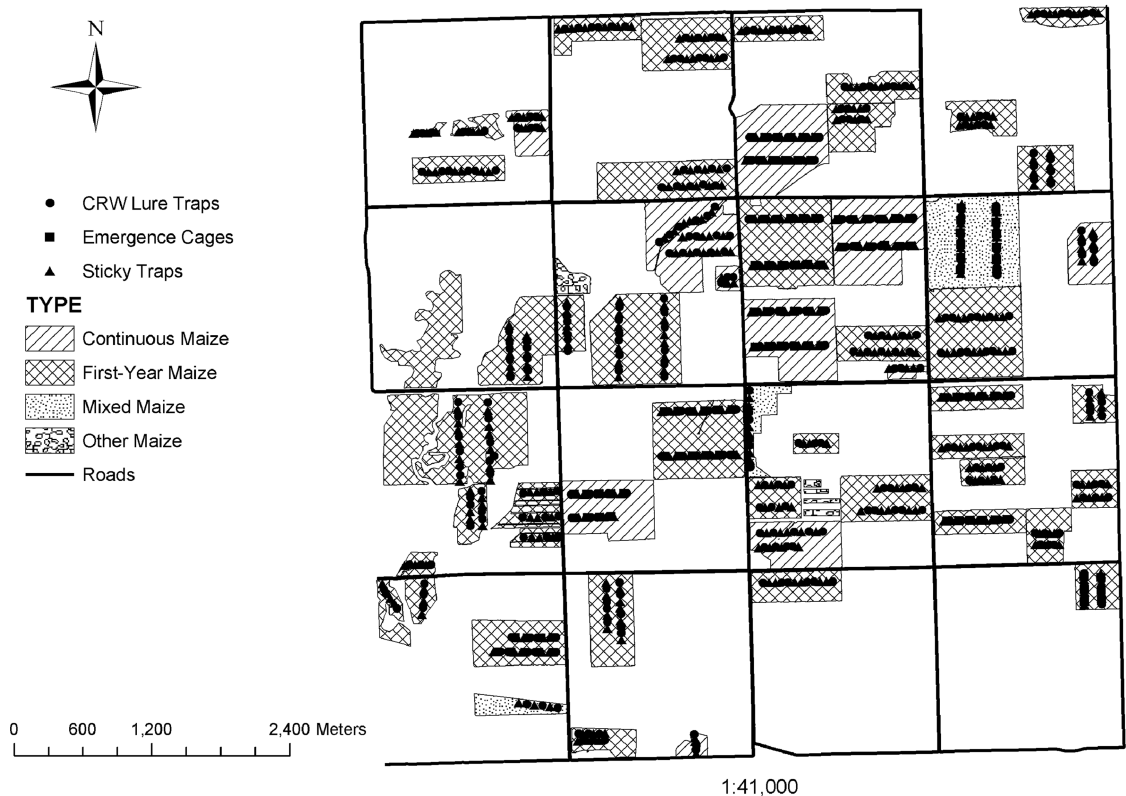 N
CRW Lure Traps
Emergence Cages
Sticky Traps
TYPE
Continuous Maize
First-Year Maize
Mixed Maize
Other Maize
Roads
0 600 1,200 2,400 Meters
1:41,000